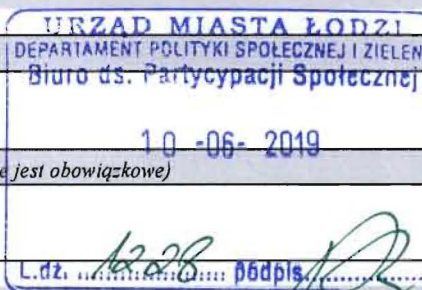 URZĄD MIASTA ŁODZI
DEPARTAMENT POLITYKI SPOŁECZNEJ I ZIELEN
Biuro ds. Partycypacji Społecznej
10 -06- 2019
e jest obowiązkowe)
L.dz. 1228 podpis